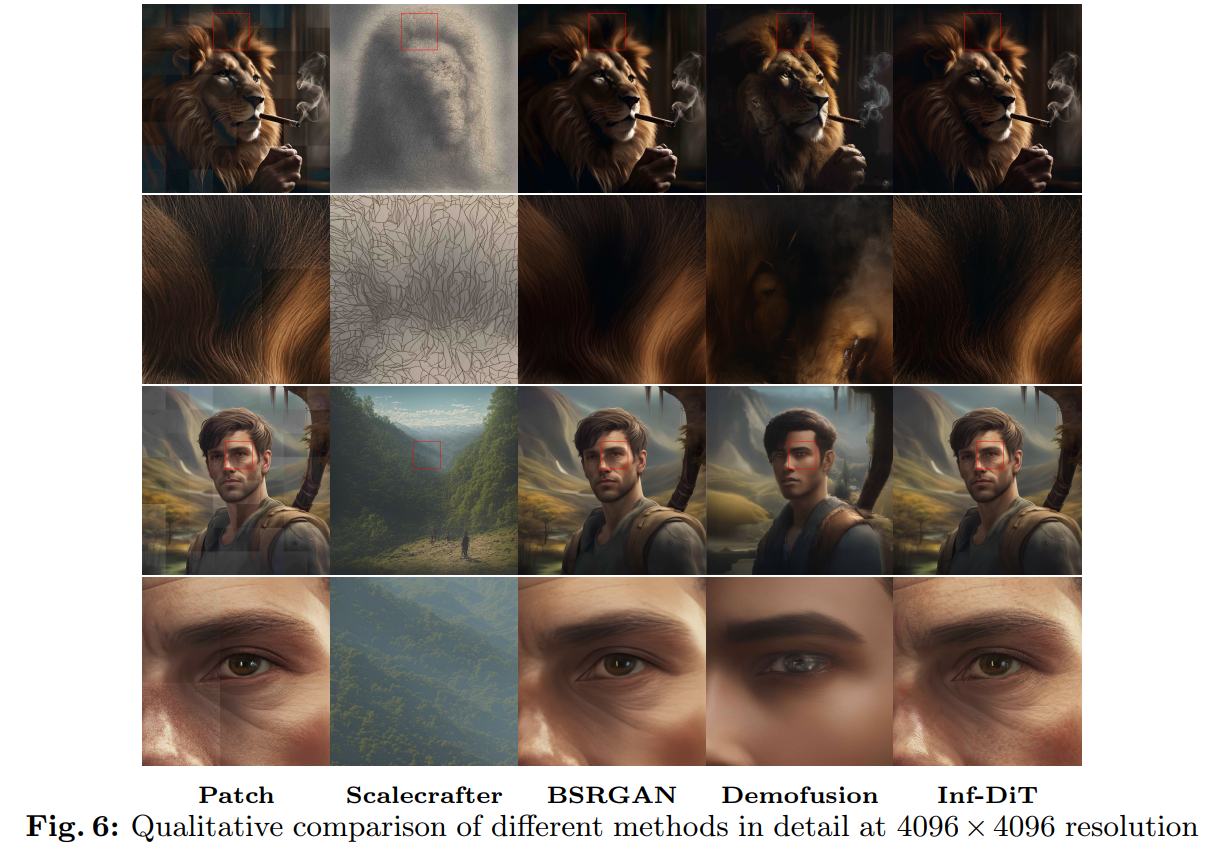 Patch Scalecrafter BSRGAN Demofusion Inf-DiT
Fig. 6: Qualitative comparison of different methods in detail at 4096 × 4096 resolution